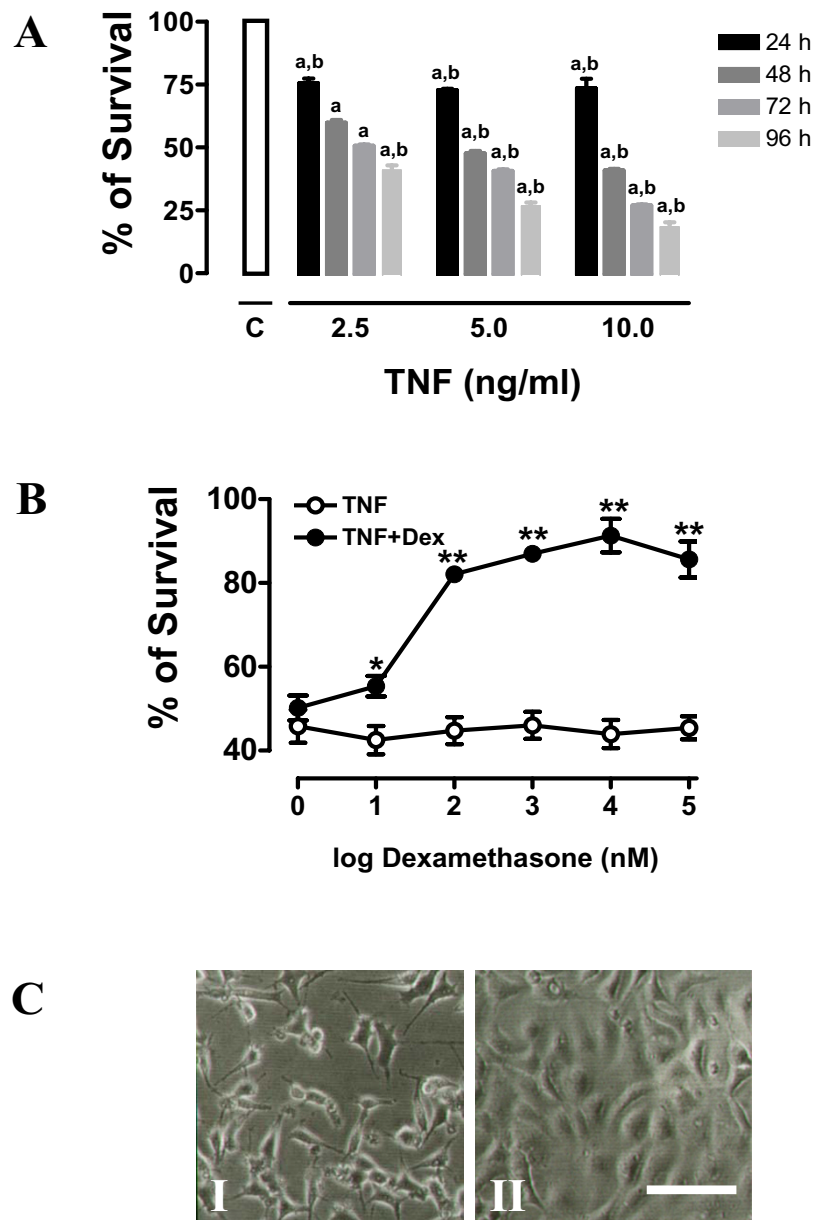 A
% of Survival
100
75
50
25
0
a,b
a
a
a,b
a,b
a,b
a,b
a,b
a,b
a,b
a,b
a,b
24 h
48 h
72 h
96 h
C
2.5
5.0
10.0
TNF (ng/ml)
B
% of Survival
100
80
60
40
TNF
TNF+Dex
*
**
**
**
**
0 1 2 3 4 5
log Dexamethasone (nM)
C
I
II